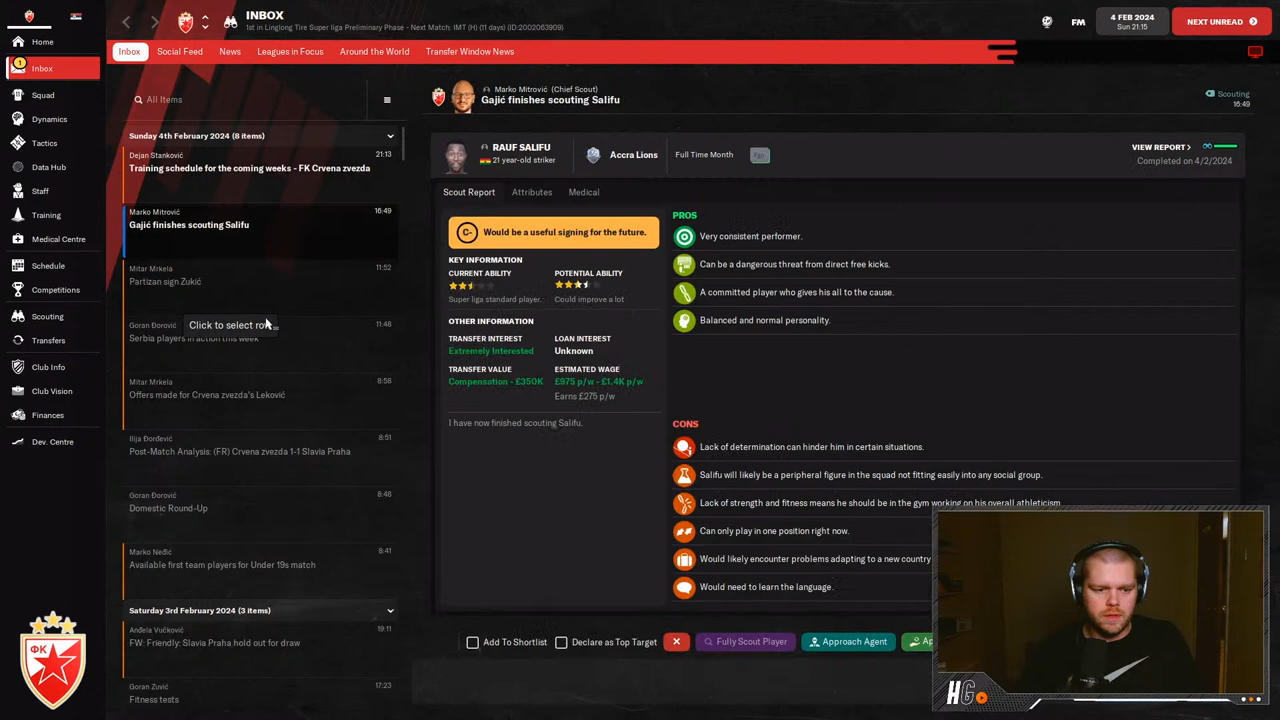 INBOX
1st in Linglong Tire Super liga Preliminary Phase - Next Match: IMT (H) (11 days) (ID:2002063909)
FM
4 FEB 2024
Sun 21:15
NEXT UNREAD
Home
1
Inbox
Squad
Dynamics
Tactics
Data Hub
Staff
Training
Medical Centre
Schedule
Competitions
Scouting
Transfers
Club Info
Club Vision
Finances
Dev. Centre
Inbox
Social Feed
News
Leagues in Focus
Around the World
Transfer Window News
All Items
Sunday 4th February 2024 (8 items)
Dejan Stanković
21:13
Training schedule for the coming weeks - FK Crvena zvezda
Marko Mitrović
16:49
Gajić finishes scouting Salifu
Mitar Mrkela
11:52
Partizan sign Zukić
Goran Đorović
11:48
Click to select row
Serbia players in action this week
Mitar Mrkela
8:58
Offers made for Crvena zvezda's Leković
Ilija Đorđević
8:51
Post-Match Analysis: (FR) Crvena zvezda 1-1 Slavia Praha
Goran Đorović
8:48
Domestic Round-Up
Marko Neđić
8:41
Available first team players for Under 19s match
Saturday 3rd February 2024 (3 items)
Anđela Vučković
19:11
FW: Friendly: Slavia Praha hold out for draw
Goran Zuvić
17:23
Fitness tests
Marko Mitrović (Chief Scout)
Gajić finishes scouting Salifu
Scouting
16:49
RAUF SALIFU
21 year-old striker
Accra Lions
Full Time Month
VIEW REPORT >
Completed on 4/2/2024
Scout Report
Attributes
Medical
C-
Would be a useful signing for the future.
KEY INFORMATION
CURRENT ABILITY
POTENTIAL ABILITY
Super liga standard player.
Could improve a lot
OTHER INFORMATION
TRANSFER INTEREST
LOAN INTEREST
Extremely Interested
Unknown
TRANSFER VALUE
ESTIMATED WAGE
Compensation - £350K
£975 p/w - £1.4K p/w
Earns £275 p/w
I have now finished scouting Salifu.
PROS
Very consistent performer.
Can be a dangerous threat from direct free kicks.
A committed player who gives his all to the cause.
Balanced and normal personality.
CONS
Lack of determination can hinder him in certain situations.
Salifu will likely be a peripheral figure in the squad not fitting easily into any social group.
Lack of strength and fitness means he should be in the gym working on his overall athleticism
Can only play in one position right now.
Would likely encounter problems adapting to a new country
Would need to learn the language.
Add To Shortlist
Declare as Top Target
Fully Scout Player
Approach Agent
Ap
ФК
HG